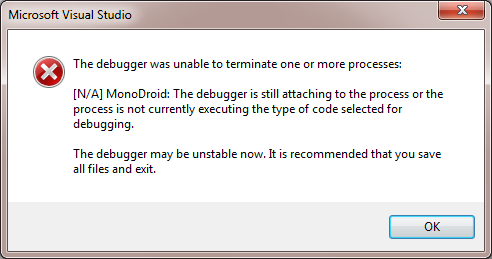 Microsoft Visual Studio
The debugger was unable to terminate one or more processes:
[N/A] MonoDroid: The debugger is still attaching to the process or the
process is not currently executing the type of code selected for
debugging.
The debugger may be unstable now. It is recommended that you save
all files and exit.
OK